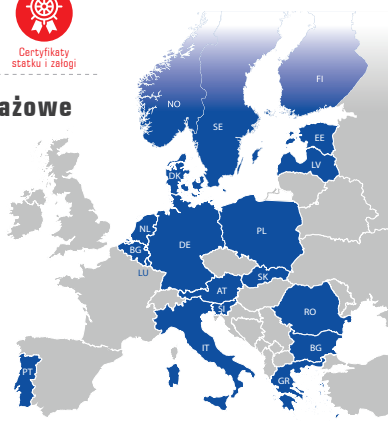 Certyfikaty
statku i załogi
ażowe
NO
SE
FI
EE
LV
DK
NL
BG
LU
DE
PL
SK
AT
SL
RO
BG
IT
GR
PT